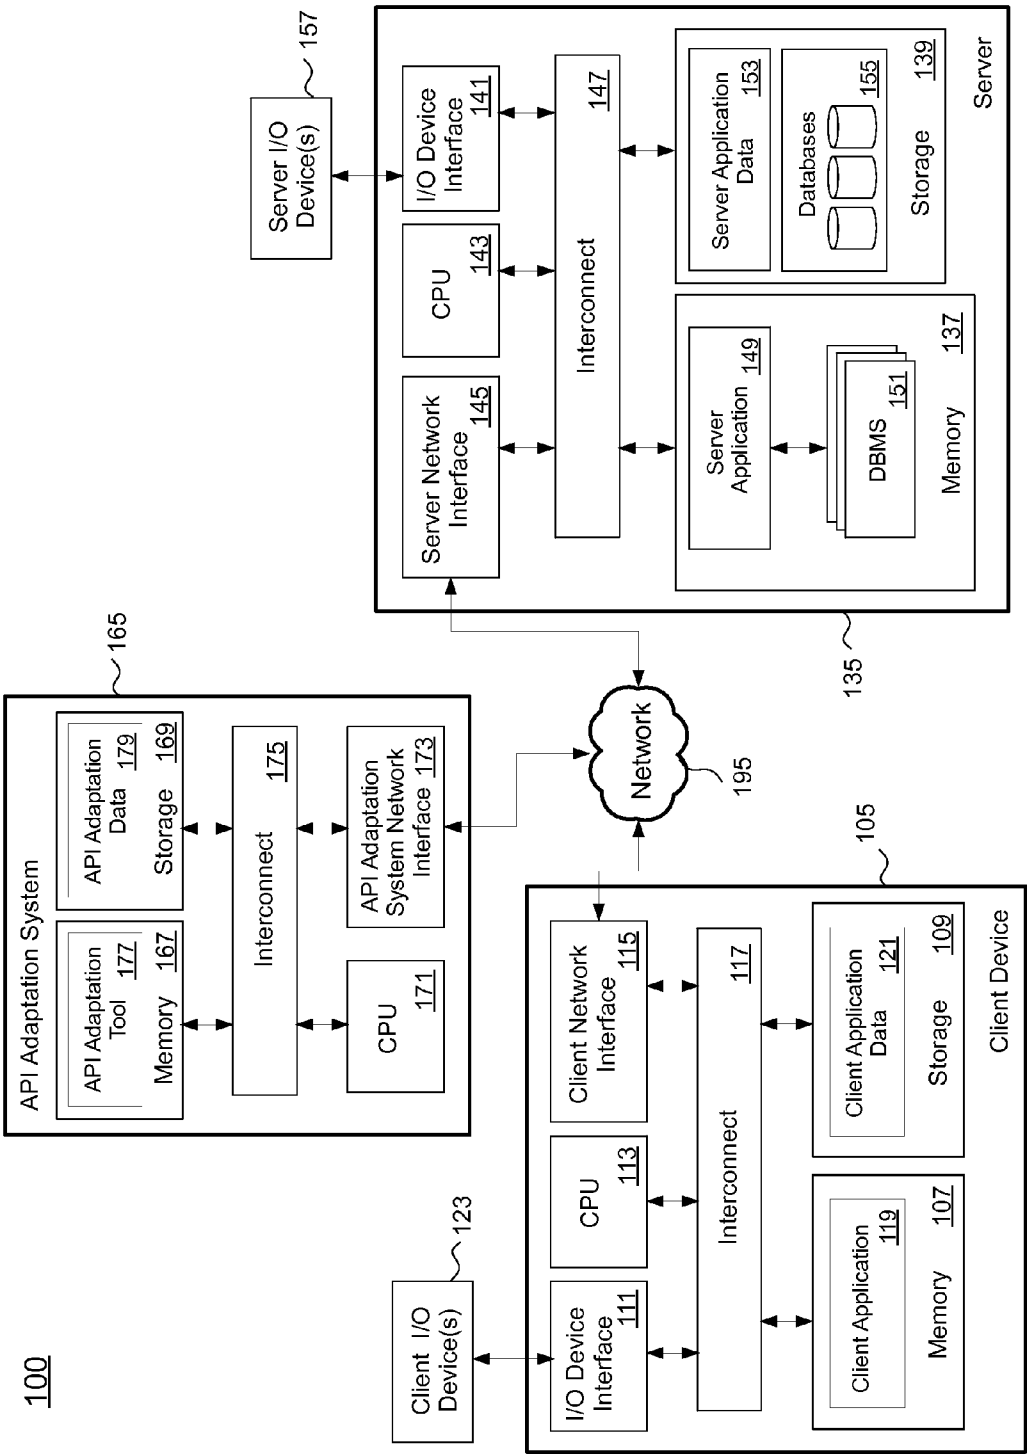 100
API Adaptation System
165
API Adaptation
Tool
177
Memory
167
API Adaptation
Data
179
Storage
169
Interconnect
175
CPU
171
API Adaptation
System Network
Interface
173
Client I/O
Device(s)
123
I/O Device
Interface
111
CPU
113
Client Network
Interface
115
Interconnect
117
Client Application
119
Memory
107
Client Application
Data
121
Storage
109
Client Device
105
Network
195
Server I/O
Device(s)
157
Server Network
Interface
145
CPU
143
I/O Device
Interface
141
Interconnect
147
Server
Application
149
DBMS
151
Memory
137
Server Application
Data
153
Databases
155
Storage
139
Server
135